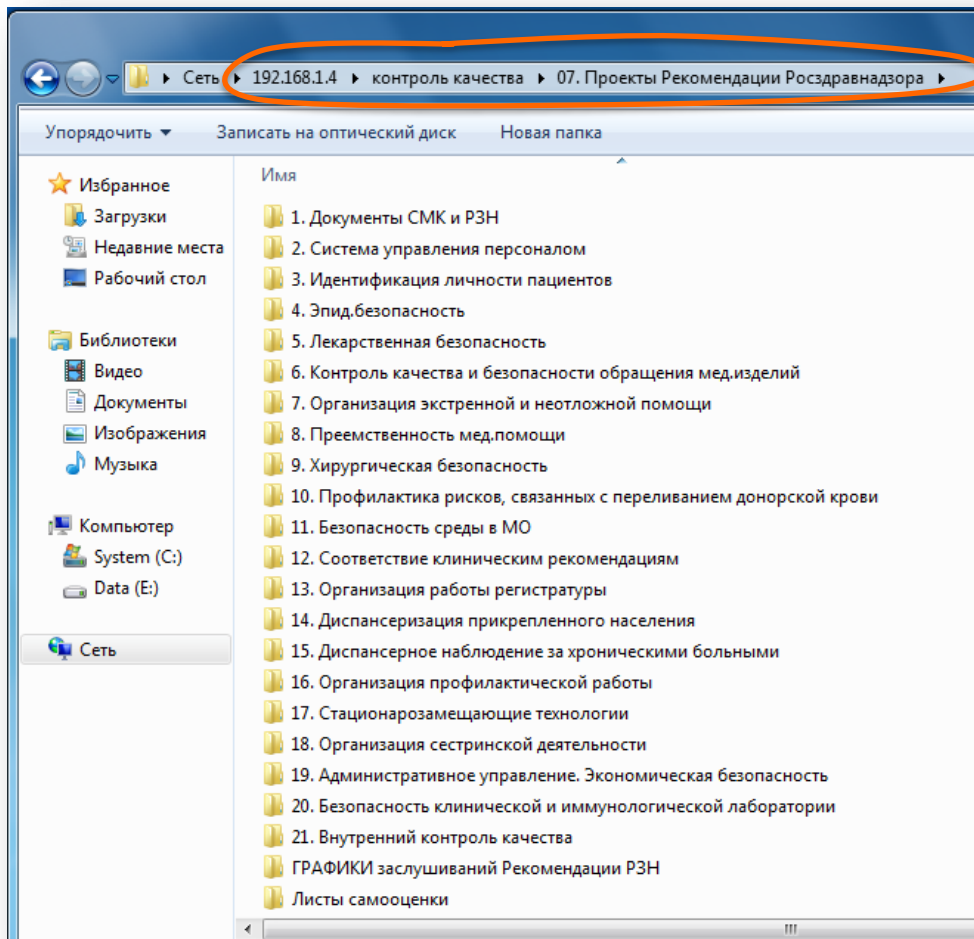 Сеть 192.168.1.4 контроль качества 07. Проекты Рекомендации Росздравнадзора
Упорядочить Записать на оптический диск Новая папка
Избранное
Загрузки
Недавние места
Рабочий стол
Библиотеки
Видео
Документы
Изображения
Музыка
Компьютер
System (C:)
Data (E:)
Сеть
Имя
1. Документы СМК и РЗН
2. Система управления персоналом
3. Идентификация личности пациентов
4. Эпид.безопасность
5. Лекарственная безопасность
6. Контроль качества и безопасности обращения мед.изделий
7. Организация экстренной и неотложной помощи
8. Преемственность мед.помощи
9. Хирургическая безопасность
10. Профилактика рисков, связанных с переливанием донорской крови
11. Безопасность среды в МО
12. Соответствие клиническим рекомендациям
13. Организация работы регистратуры
14. Диспансеризация прикрепленного населения
15. Диспансерное наблюдение за хроническими больными
16. Организация профилактической работы
17. Стационарозамещающие технологии
18. Организация сестринской деятельности
19. Административное управление. Экономическая безопасность
20. Безопасность клинической и иммунологической лаборатории
21. Внутренний контроль качества
ГРАФИКИ заслушиваний Рекомендации РЗН
Листы самооценки